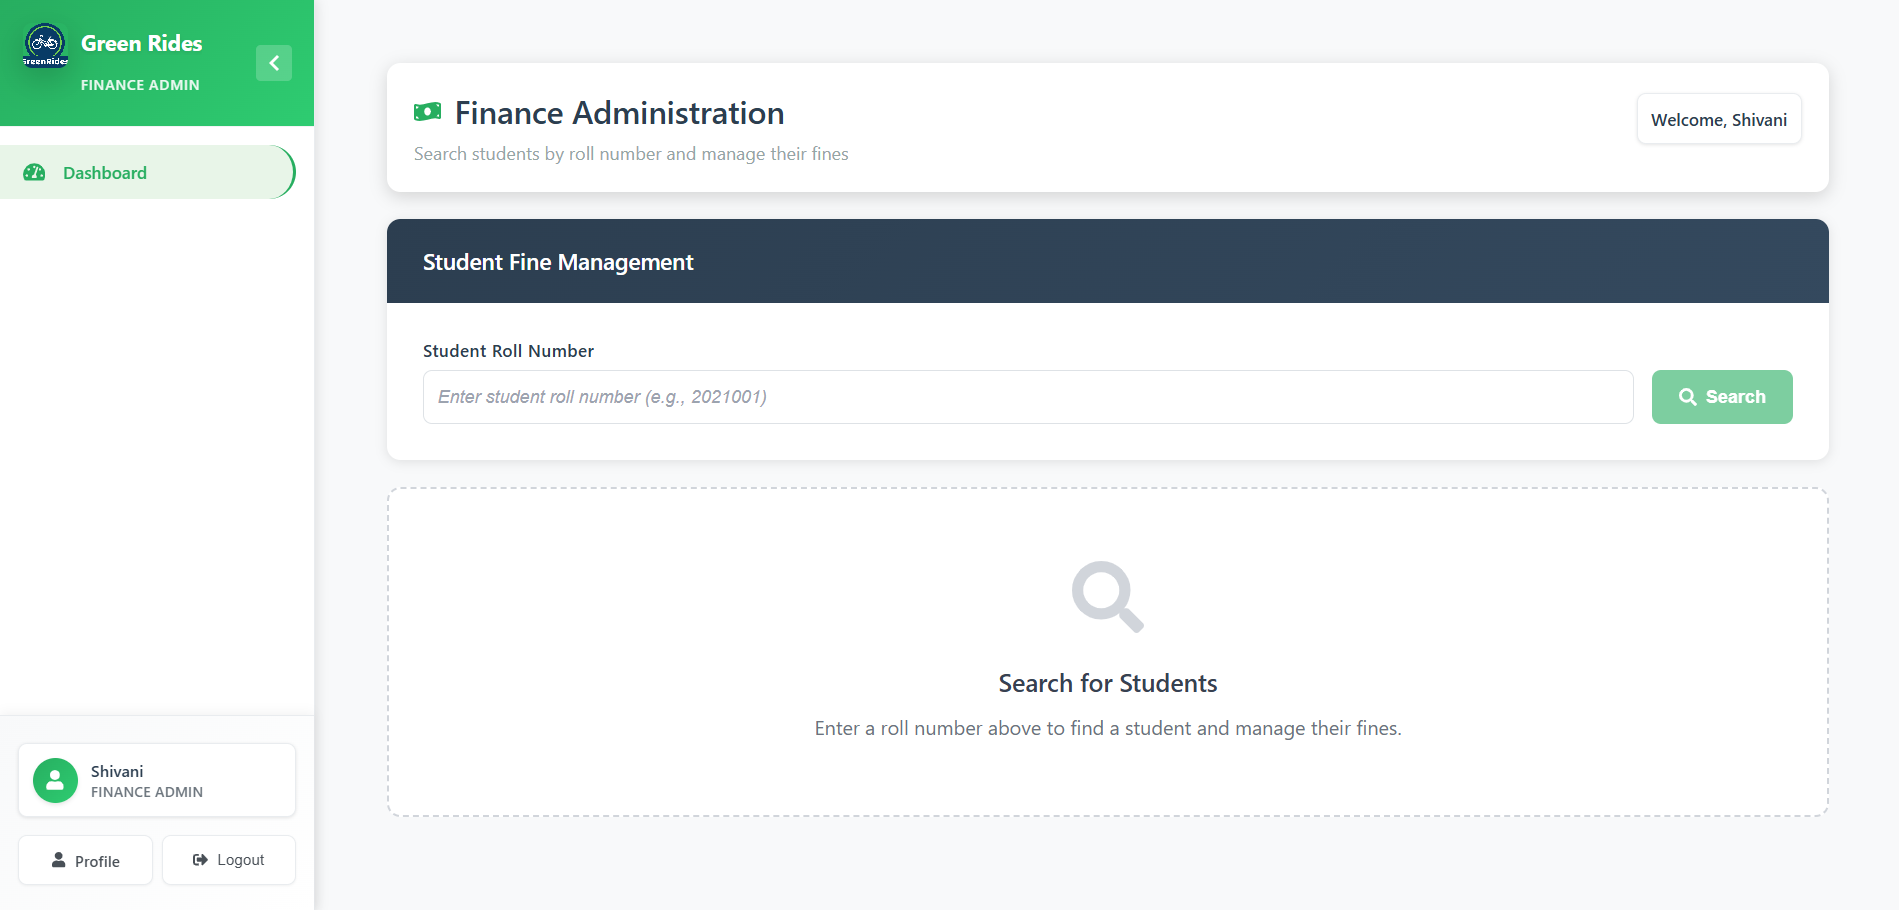 GreenRides
Green Rides
FINANCE ADMIN
Dashboard
Finance Administration
Search students by roll number and manage their fines
Welcome, Shivani
Student Fine Management
Student Roll Number
Enter student roll number (e.g., 2021001)
Search
Search for Students
Enter a roll number above to find a student and manage their fines.
Shivani
FINANCE ADMIN
Profile
Logout